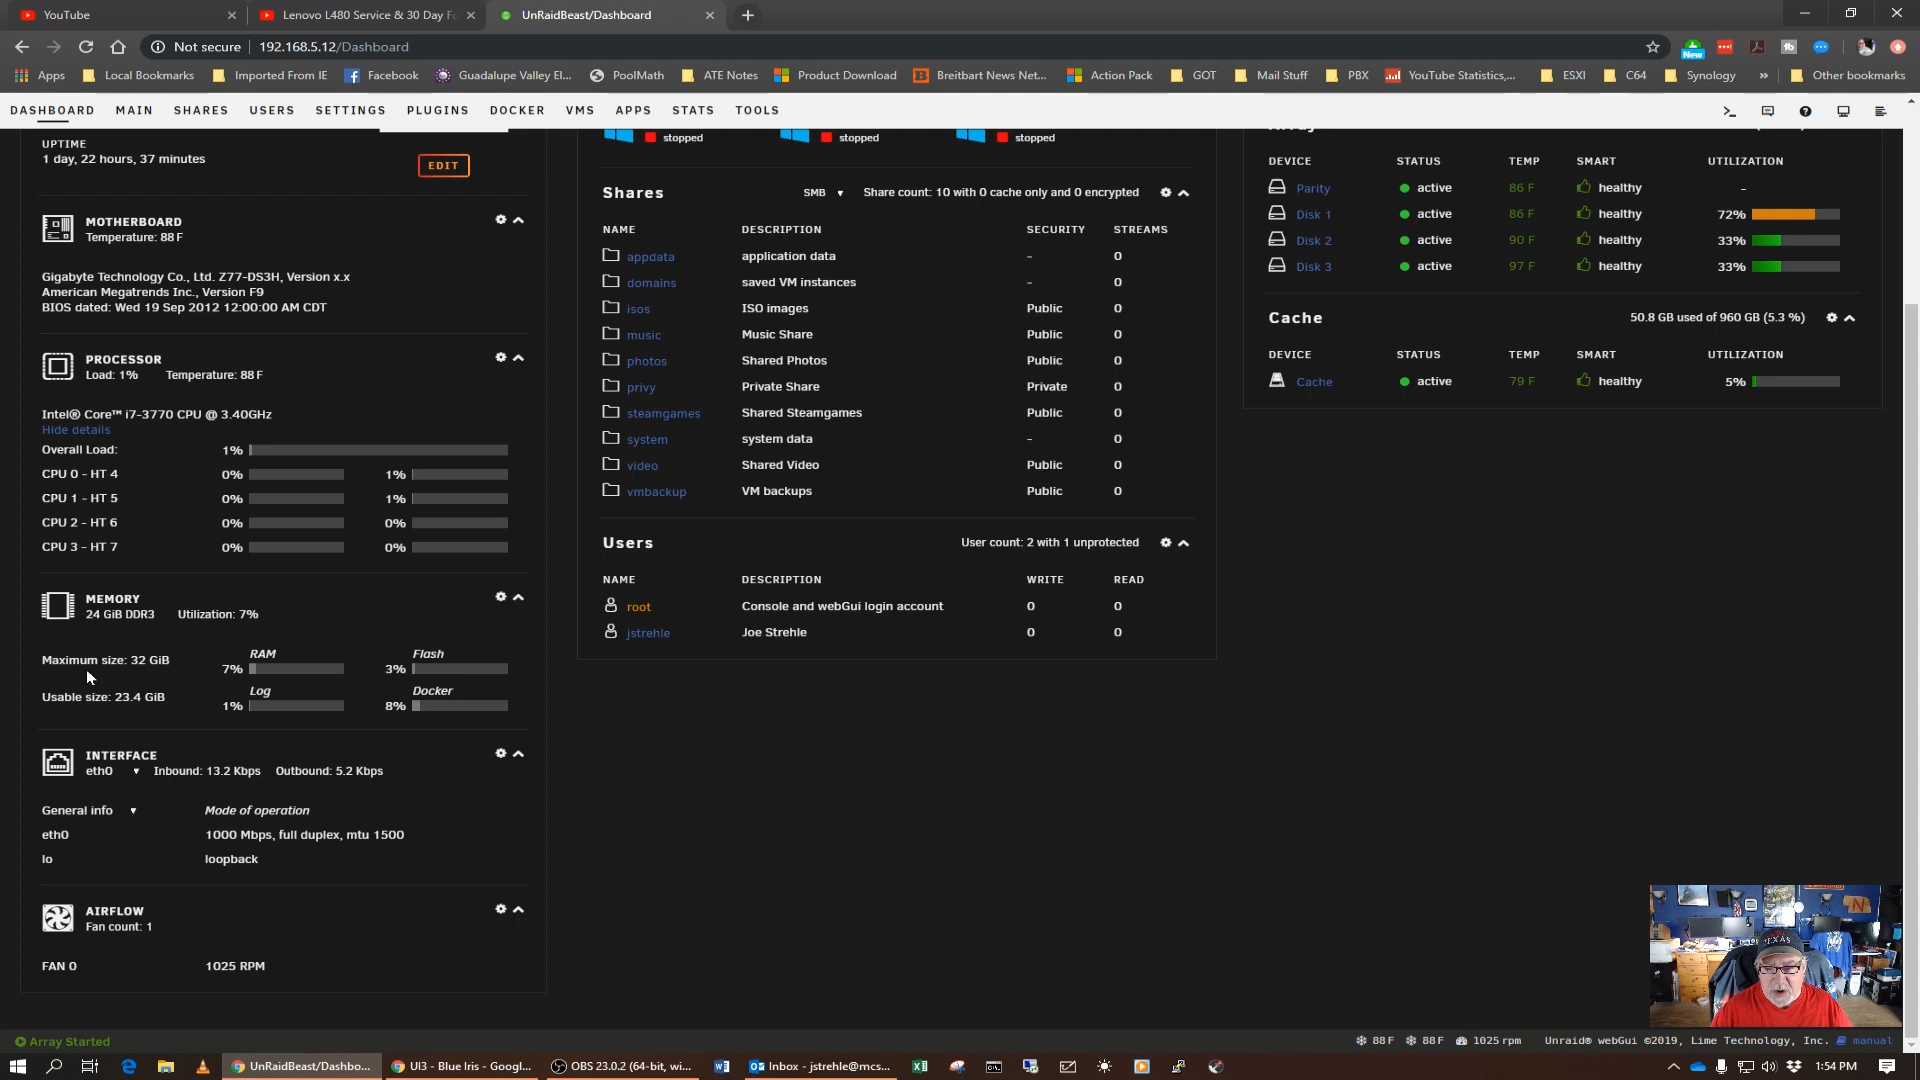 YouTube
Lenovo L480 Service & 30 Day Fo
UnRaidBeast/Dashboard
Not secure
192.168.5.12/Dashboard
Apps
Local Bookmarks
Imported From IE
Facebook
Guadalupe Valley El...
PoolMath
ATE Notes
Product Download
Breitbart News Net...
Action Pack
GOT
Mail Stuff
PBX
YouTube Statistics,...
ESXI
C64
Synology
»
Other bookmarks
New
DASHBOARD MAIN SHARES USERS SETTINGS PLUGINS DOCKER VMS APPS STATS TOOLS
UPTIME
1 day, 22 hours, 37 minutes
EDIT
MOTHERBOARD
Temperature: 88 F
Gigabyte Technology Co., Ltd. Z77-DS3H, Version x.x
American Megatrends Inc., Version F9
BIOS dated: Wed 19 Sep 2012 12:00:00 AM CDT
PROCESSOR
Load: 1% Temperature: 88 F
Intel® Core™ i7-3770 CPU @ 3.40GHz
Hide details
Overall Load: 1%
CPU 0 - HT 4 0% 1%
CPU 1 - HT 5 0% 1%
CPU 2 - HT 6 0% 0%
CPU 3 - HT 7 0% 0%
MEMORY
24 GiB DDR3 Utilization: 7%
RAM Flash
Maximum size: 32 GiB 7% 3%
Log Docker
Usable size: 23.4 GiB 1% 8%
INTERFACE
eth0 Inbound: 13.2 Kbps Outbound: 5.2 Kbps
General info Mode of operation
eth0 1000 Mbps, full duplex, mtu 1500
lo loopback
AIRFLOW
Fan count: 1
FAN 0 1025 RPM
stopped stopped stopped
Shares SMB Share count: 10 with 0 cache only and 0 encrypted
NAME DESCRIPTION SECURITY STREAMS
appdata application data - 0
domains saved VM instances - 0
isos ISO images Public 0
music Music Share Public 0
photos Shared Photos Public 0
privy Private Share Private 0
steamgames Shared Steamgames Public 0
system system data - 0
video Shared Video Public 0
vmbackup VM backups Public 0
Users User count: 2 with 1 unprotected
NAME DESCRIPTION WRITE READ
root Console and webGui login account 0 0
jstrehle Joe Strehle 0 0
DEVICE STATUS TEMP SMART UTILIZATION
Parity active 86 F healthy -
Disk 1 active 86 F healthy 72%
Disk 2 active 90 F healthy 33%
Disk 3 active 97 F healthy 33%
Cache 50.8 GB used of 960 GB (5.3 %)
DEVICE STATUS TEMP SMART UTILIZATION
Cache active 79 F healthy 5%
TEXAS
N
Array Started
88 F 88 F 1025 rpm Unraid® webGui ©2019, Lime Technology, Inc. manual
UnRaidBeast/Dashbo...
UI3 - Blue Iris - Googl...
OBS 23.0.2 (64-bit, wi...
Inbox - jstrehle@mcs...
1:54 PM